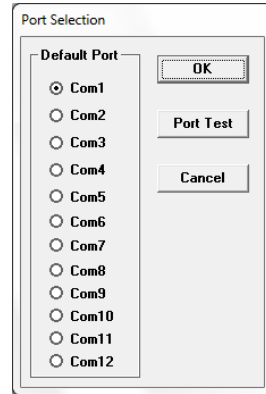 Port Selection
Default Port
Com1
Com2
Com3
Com4
Com5
Com6
Com7
Com8
Com9
Com10
Com11
Com12
OK
Port Test
Cancel